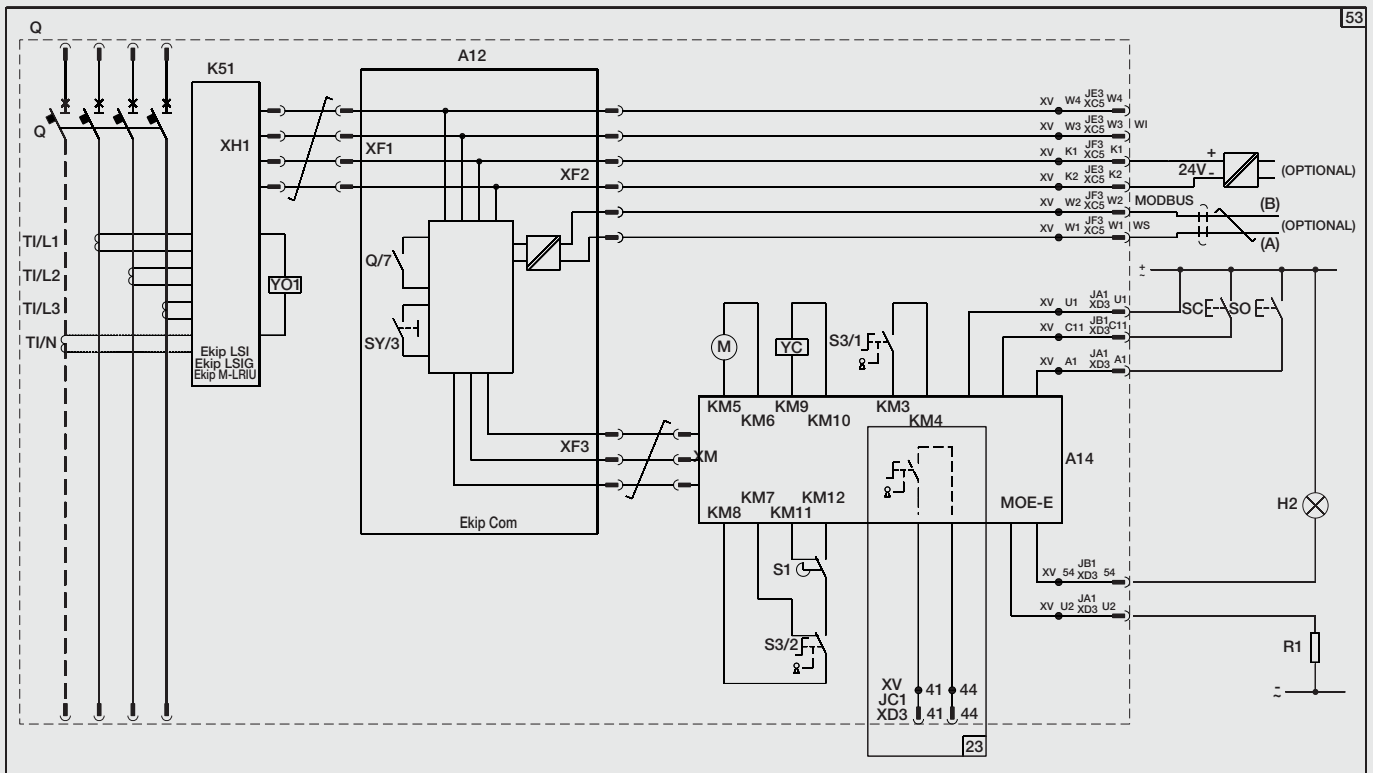 53
Q
K51
A12
Q
XH1
XF1
XF2
XV W4 JE3 XC5 W4
XV W3 JE3 XC5 W3 WI
XV K1 JF3 XC5 K1
XV K2 JE3 XC5 K2
XV W2 JF3 XC5 W2 MODBUS
XV W1 JF3 XC5 W1 WS
+
24V -
(OPTIONAL)
(B)
(OPTIONAL)
(A)
TI/L1
TI/L2
TI/L3
TI/N
YO1
Q/7
SY/3
Ekip LSI
Ekip LSIG
Ekip M-LRIU
+
~
SC
SO
XV U1 JA1 XD3 U1
XV C11 JB1 XD3 C11
XV A1 JA1 XD3 A1
M
YC
S3/1
KM5
KM6
KM9
KM10
KM3
KM4
XF3
XM
A14
MOE-E
KM8
KM7
KM11
KM12
Ekip Com
H2
S1
S3/2
XV 54 JB1 XD3 54
XV U2 JA1 XD3 U2
R1
-
~
XV 41 44
JC1
XD3 41 44
23